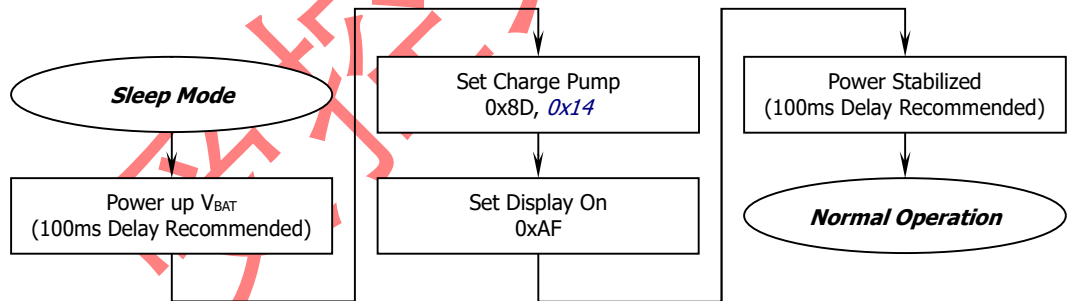 Sleep Mode
Power up VBAT
(100ms Delay Recommended)
Set Charge Pump
0x8D, 0x14
Set Display On
0xAF
Power Stabilized
(100ms Delay Recommended)
Normal Operation